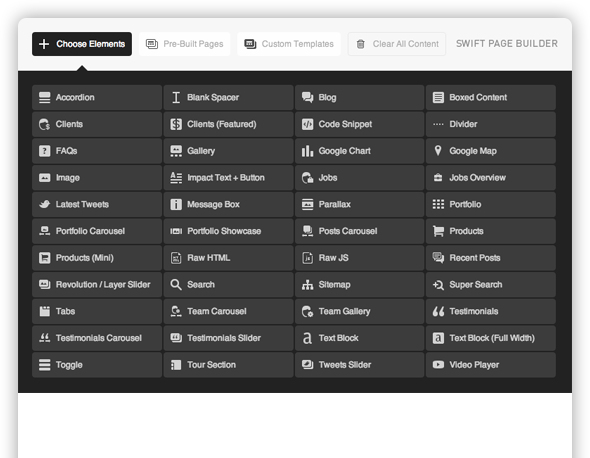 Choose Elements Pre-Built Pages Custom Templates Clear All Content SWIFT PAGE BUILDER
Accordion Blank Spacer Blog Boxed Content
Clients Clients (Featured) Code Snippet Divider
FAQs Gallery Google Chart Google Map
Image Impact Text + Button Jobs Jobs Overview
Latest Tweets Message Box Parallax Portfolio
Portfolio Carousel Portfolio Showcase Posts Carousel Products
Products (Mini) Raw HTML Raw JS Recent Posts
Revolution / Layer Slider Search Sitemap Super Search
Tabs Team Carousel Team Gallery Testimonials
Testimonials Carousel Testimonials Slider Text Block Text Block (Full Width)
Toggle Tour Section Tweets Slider Video Player